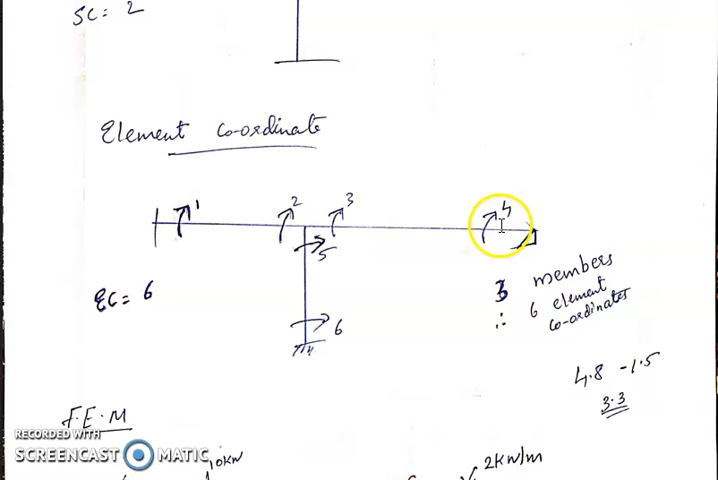 SC = 2
Element co-ordinate
1
2
3
4
5
6
EC = 6
3 members
∴ 6 element
co-ordinates
4.8 - 1.5
3.3
F.E.M
RECORDED WITH
SCREENCAST MATIC
10kN
2kN/m